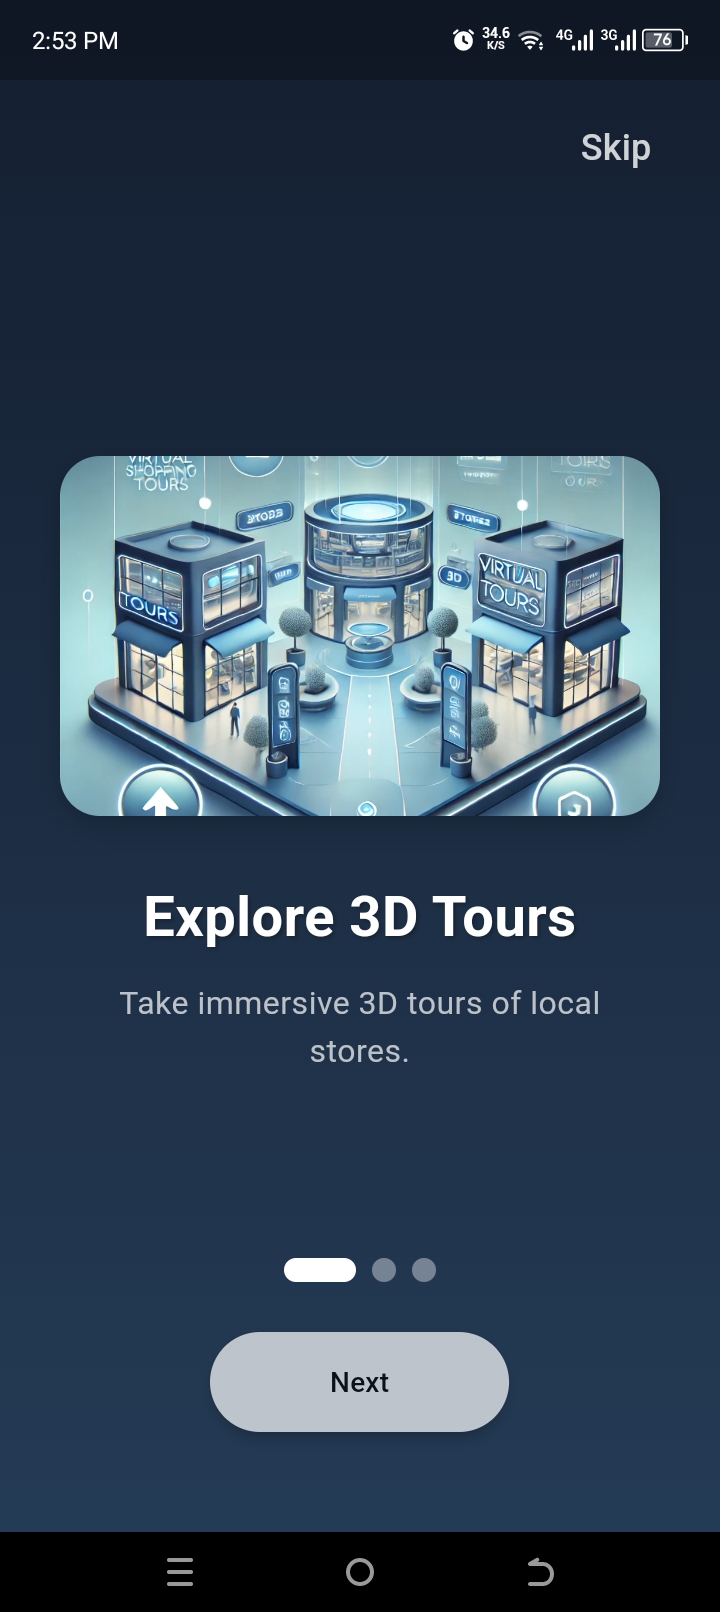 2:53 PM
34.6
K/S
4G
3G
76
Skip
VIRTUAL
SHOPPING
TOURS
TOURS
3D
VIRTUAL
TOURS
Explore 3D Tours
Take immersive 3D tours of local
stores.
Next